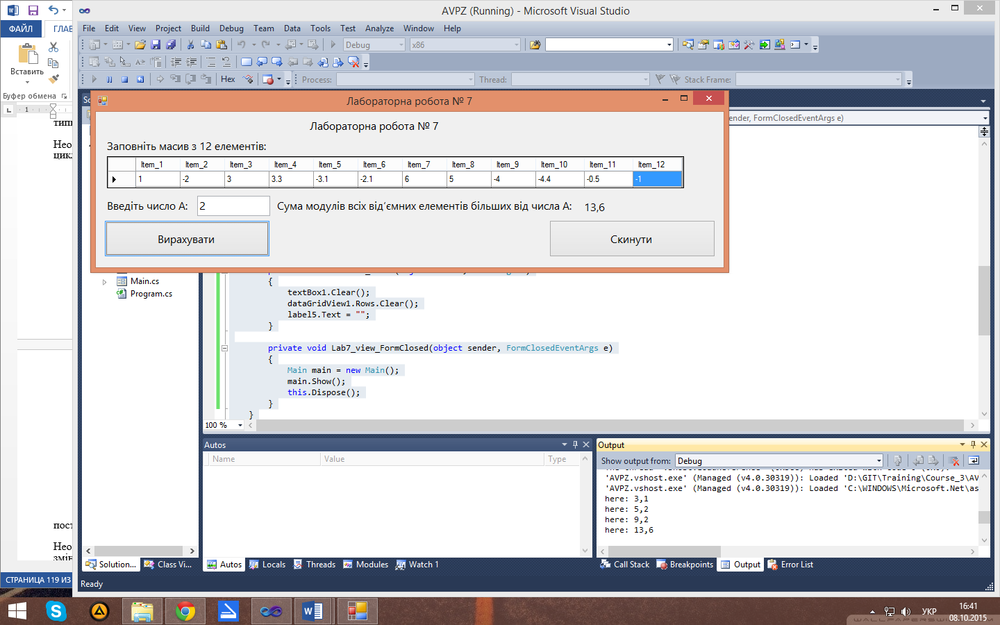 AVPZ (Running) - Microsoft Visual Studio
ФАЙЛ
ГЛАВ
File Edit View Project Build Debug Team Data Tools Test Analyze Window Help
Debug
x86
Вставить
Буфер обмена
Hex
Process:
Thread:
Stack Frame:
1
типи
Нео
цикл
Лабораторна робота № 7
ender, FormClosedEventArgs e)
Лабораторна робота № 7
Заповніть масив з 12 елементів:
Item_1 Item_2 Item_3 Item_4 Item_5 Item_6 Item_7 Item_8 Item_9 Item_10 Item_11 Item_12
1 -2 3 3.3 -3.1 -2.1 6 5 -4 -4.4 -0.5 -1
Введіть число А: 2 Сума модулів всіх від’ємних елементів більших від числа А: 13,6
Вирахувати
Скинути
Main.cs
Program.cs
{
textBox1.Clear();
dataGridView1.Rows.Clear();
label5.Text = "";
}
private void Lab7_view_FormClosed(object sender, FormClosedEventArgs e)
{
Main main = new Main();
main.Show();
this.Dispose();
}
}
100 %
Autos
Name Value Type
Output
Show output from: Debug
'AVPZ.vshost.exe' (Managed (v4.0.30319)): Loaded 'D:\GIT\Training\Course_3\AV
'AVPZ.vshost.exe' (Managed (v4.0.30319)): Loaded 'C:\WINDOWS\Microsoft.Net\as
here: 3,1
here: 5,2
here: 9,2
here: 13,6
пост
Нео
змін
Solution... Class Vi...
Autos Locals Threads Modules Watch 1
Call Stack Breakpoints Output Error List
СТРАНИЦА 119 ИЗ
Ready
УКР
16:41
08.10.2015